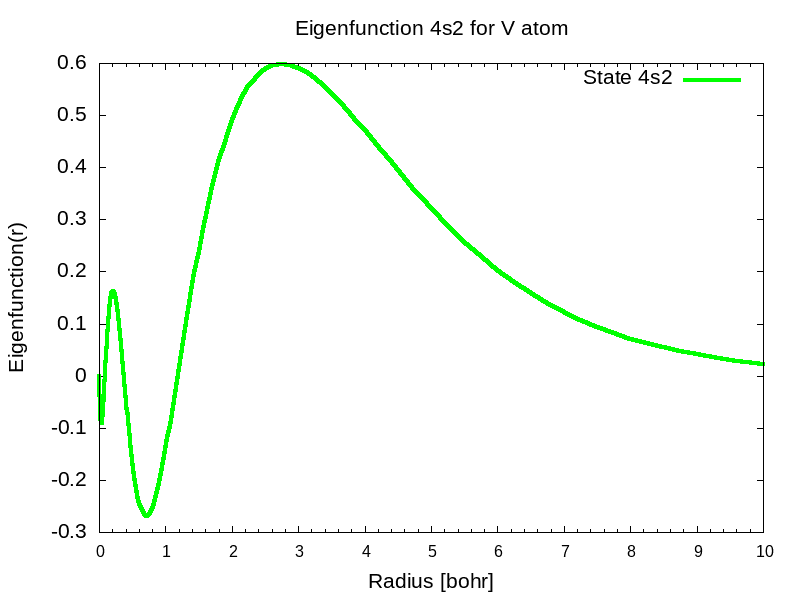 Eigenfunction 4s2 for V atom
State 4s2
Eigenfunction(r)
0.6
0.5
0.4
0.3
0.2
0.1
0
-0.1
-0.2
-0.3
0 1 2 3 4 5 6 7 8 9 10
Radius [bohr]